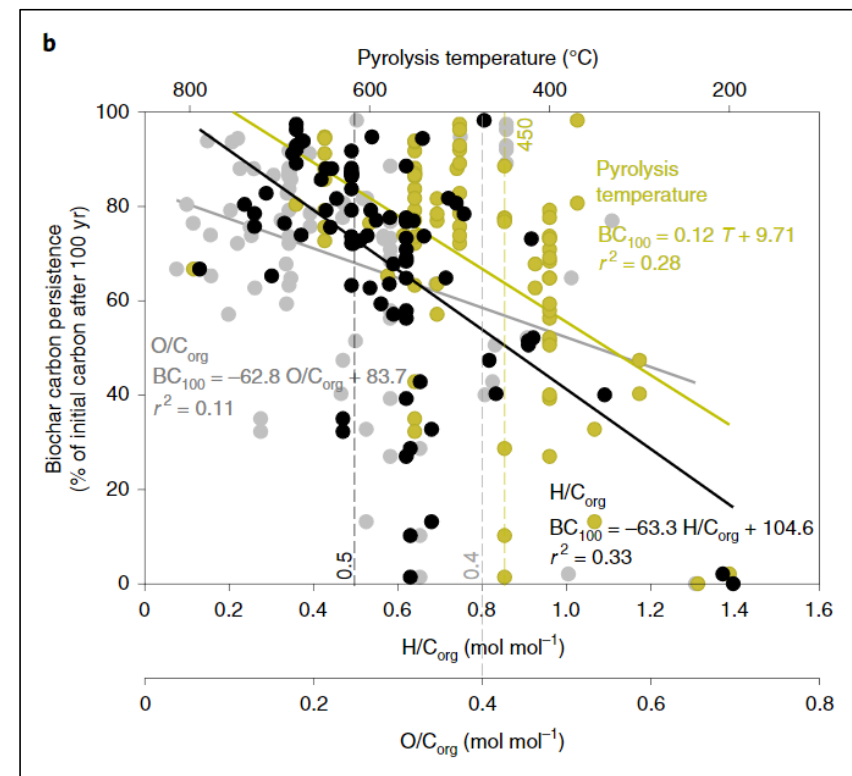 b
Pyrolysis temperature (°C)
800 600 400 200
Biochar carbon persistence
(% of initial carbon after 100 yr)
100
80
60
40
20
0
450
Pyrolysis
temperature
BC₁₀₀ = 0.12 T + 9.71
r² = 0.28
O/Corg
BC₁₀₀ = −62.8 O/Corg + 83.7
r² = 0.11
H/Corg
BC₁₀₀ = −63.3 H/Corg + 104.6
r² = 0.33
0.5
0.4
0 0.2 0.4 0.6 0.8 1.0 1.2 1.4 1.6
H/Corg (mol mol⁻¹)
0 0.2 0.4 0.6 0.8
O/Corg (mol mol⁻¹)